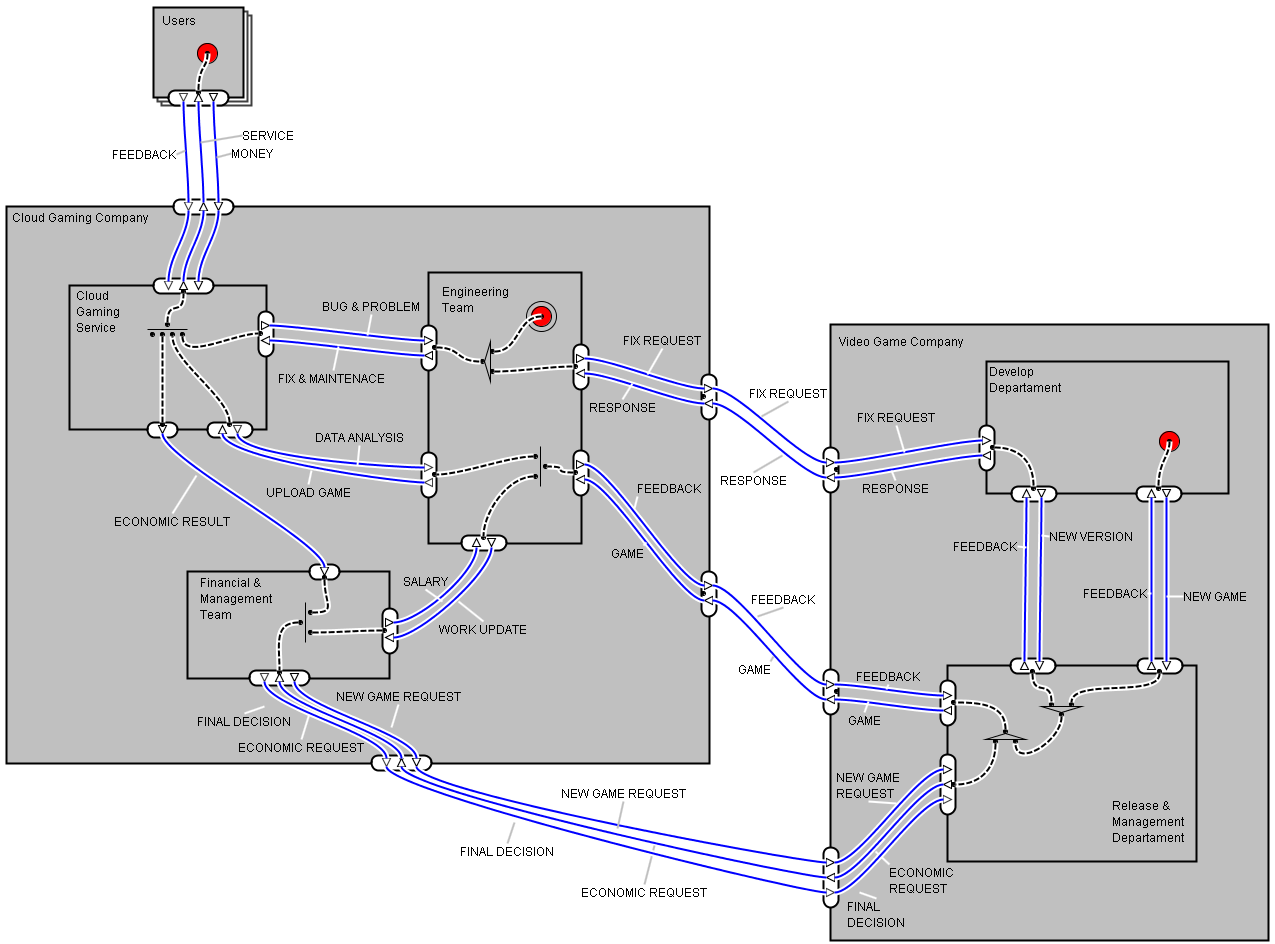 Users
SERVICE
FEEDBACK
MONEY
Cloud Gaming Company
Cloud
Gaming
Service
BUG & PROBLEM
Engineering
Team
FIX & MAINTENACE
FIX REQUEST
RESPONSE
Video Game Company
Develop
Departament
FIX REQUEST
RESPONSE
FIX REQUEST
RESPONSE
DATA ANALYSIS
UPLOAD GAME
ECONOMIC RESULT
FEEDBACK
GAME
FEEDBACK
NEW VERSION
FEEDBACK
NEW GAME
Financial &
Management
Team
SALARY
WORK UPDATE
FEEDBACK
GAME
FEEDBACK
GAME
NEW GAME REQUEST
FINAL DECISION
ECONOMIC REQUEST
NEW GAME REQUEST
FINAL DECISION
ECONOMIC REQUEST
NEW GAME
REQUEST
Release &
Management
Departament
ECONOMIC
REQUEST
FINAL
DECISION